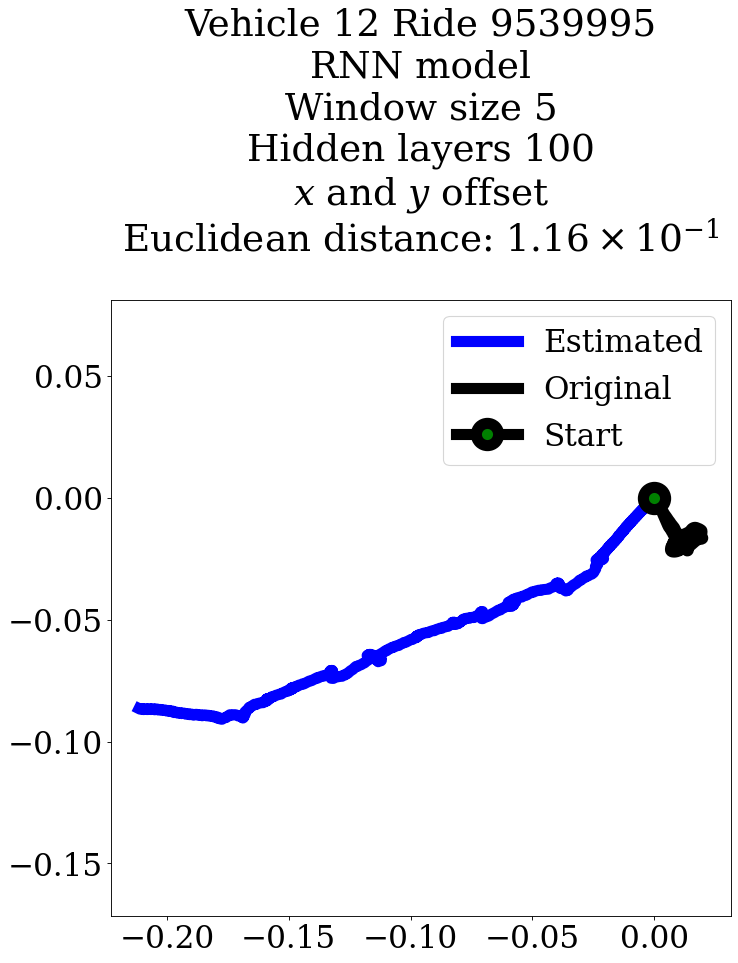 Vehicle 12 Ride 9539995
RNN model
Window size 5
Hidden layers 100
x and y offset
Euclidean distance: 1.16 × 10⁻¹
Estimated
Original
Start
0.05
0.00
−0.05
−0.10
−0.15
−0.20 −0.15 −0.10 −0.05 0.00